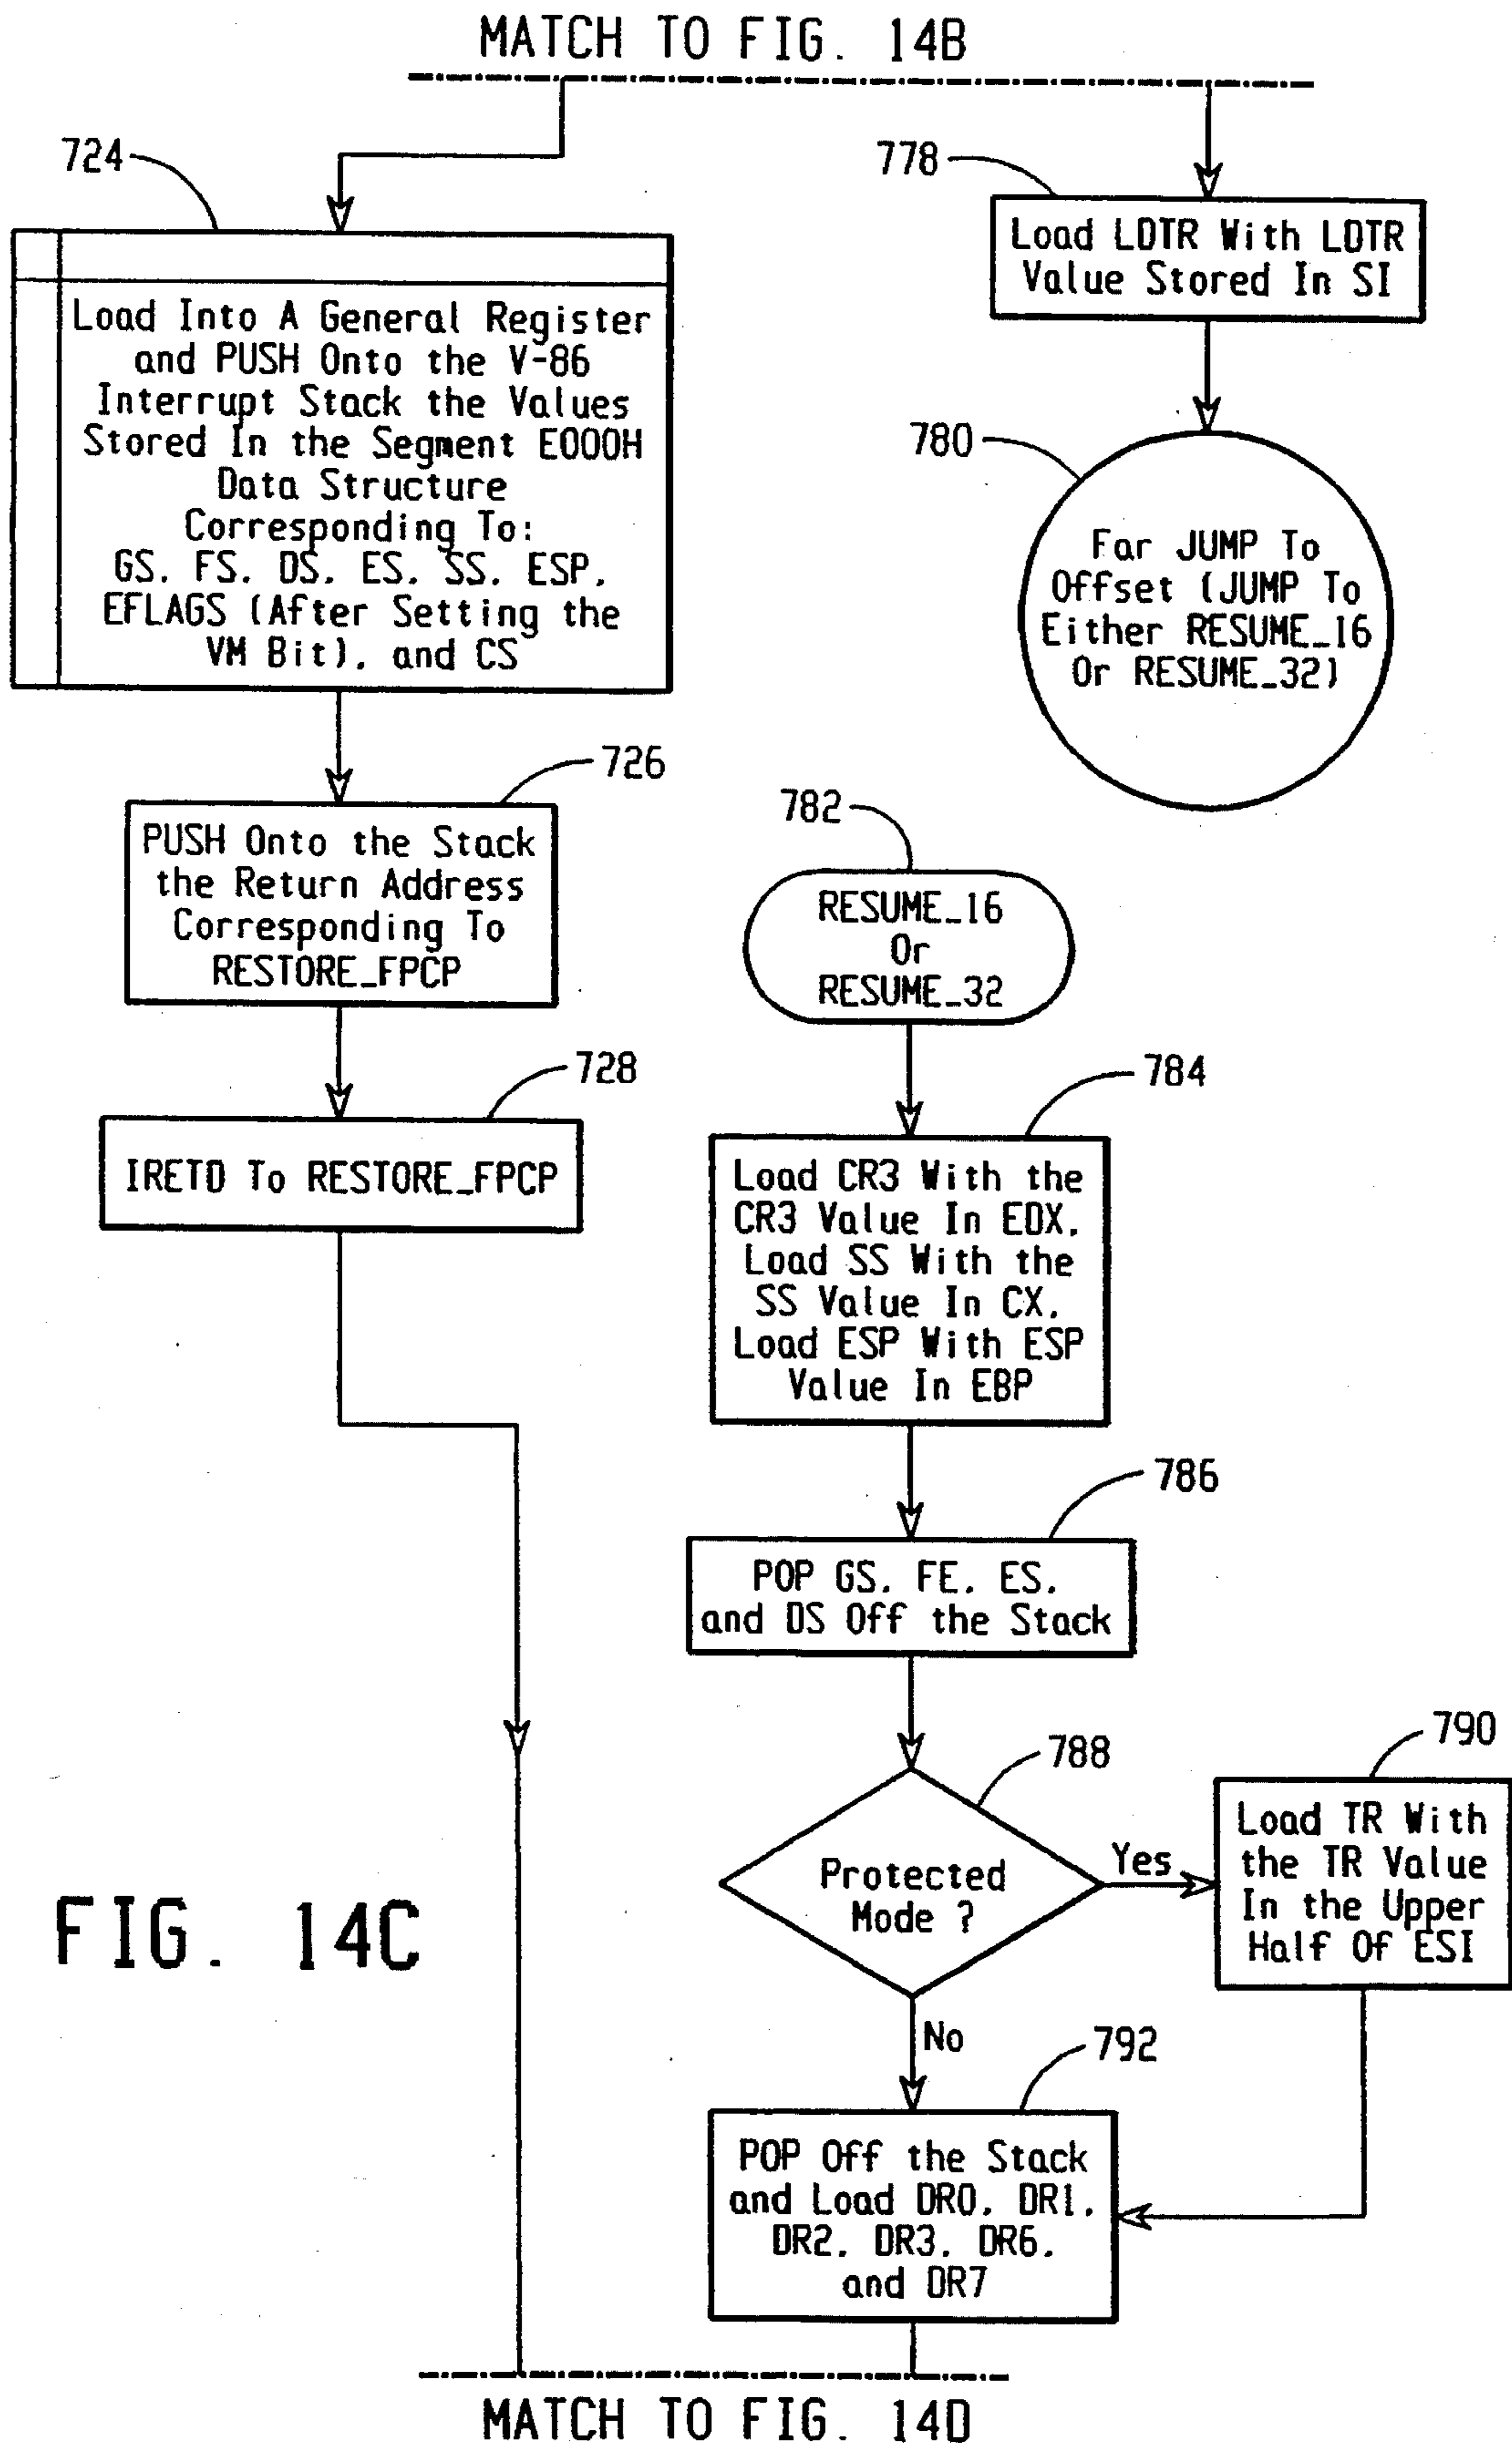 MATCH TO FIG. 14B
724
Load Into A General Register
and PUSH Onto the V-86
Interrupt Stack the Values
Stored In the Segment E000H
Data Structure
Corresponding To:
GS, FS, DS, ES, SS, ESP,
EFLAGS (After Setting the
VM Bit), and CS
726
PUSH Onto the Stack
the Return Address
Corresponding To
RESTORE_FPCP
728
IRETD To RESTORE_FPCP
778
Load LDTR With LDTR
Value Stored In SI
780
Far JUMP To
Offset (JUMP To
Either RESUME_16
Or RESUME_32)
782
RESUME_16
Or
RESUME_32
784
Load CR3 With the
CR3 Value In EDX,
Load SS With the
SS Value In CX,
Load ESP With ESP
Value In EBP
786
POP GS, FE, ES,
and DS Off the Stack
788
Protected
Mode ?
Yes
790
Load TR With
the TR Value
In the Upper
Half Of ESI
No
792
POP Off the Stack
and Load DR0, DR1,
DR2, DR3, DR6,
and DR7
FIG. 14C
MATCH TO FIG. 14D